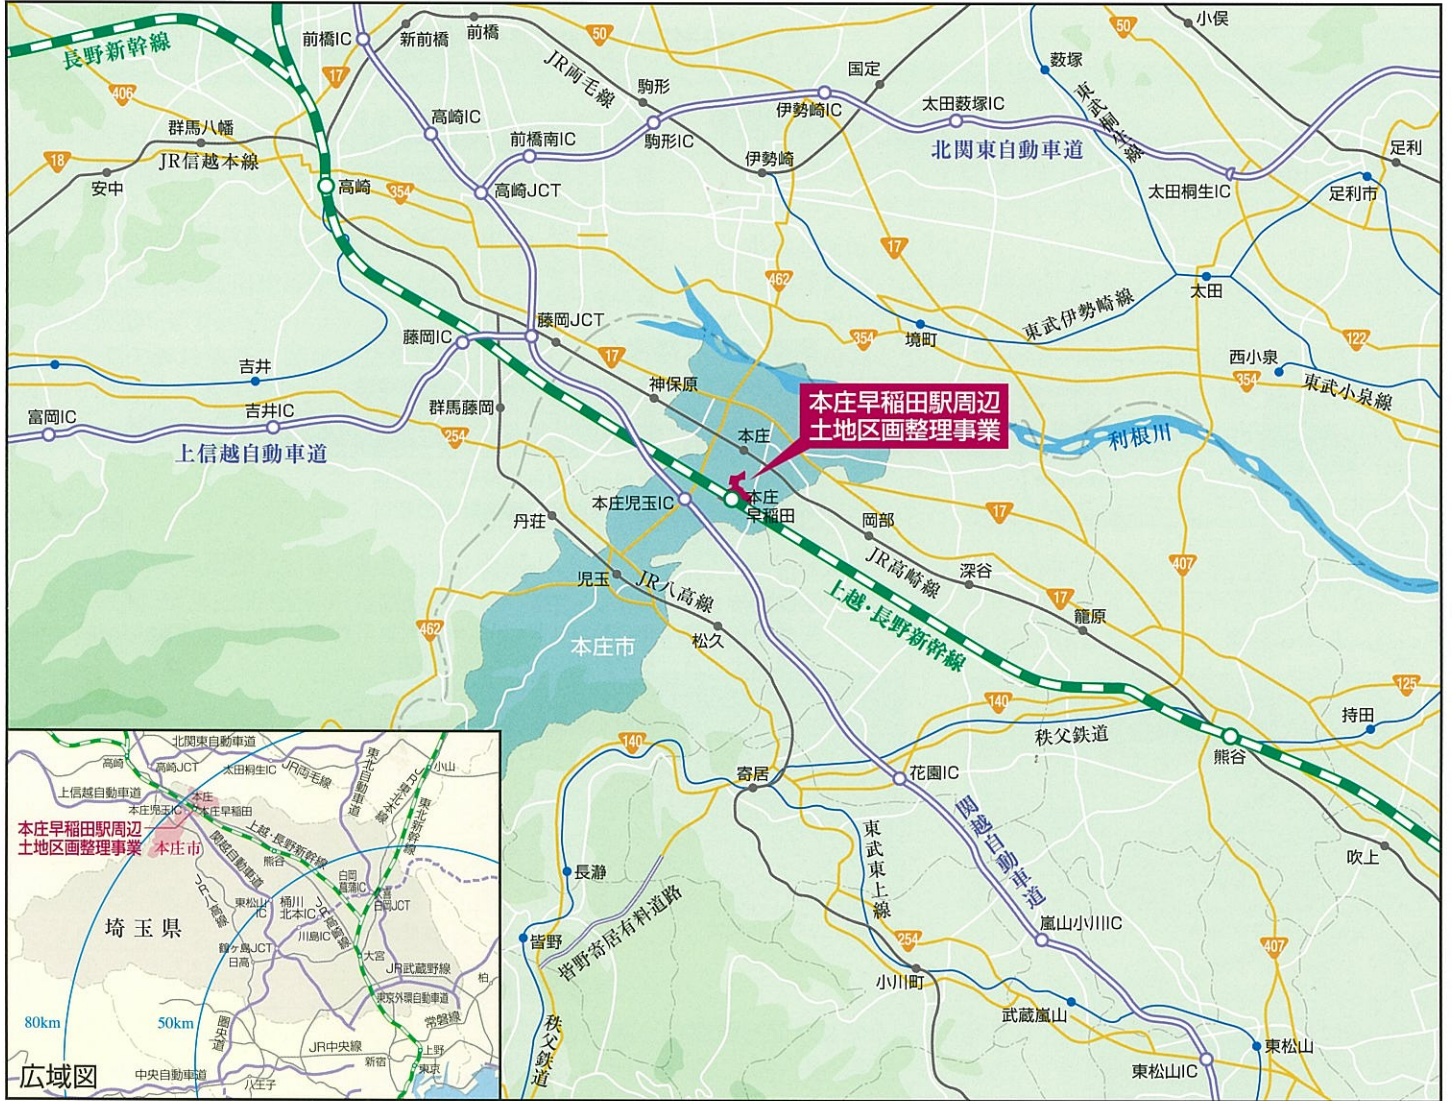 長野新幹線
前橋IC
新前橋
前橋
50
JR両毛線
国定
50
小俣
薮塚
17
406
高崎IC
駒形
伊勢崎IC
太田薮塚IC
東武桐生線
群馬八幡
JR信越本線
18
安中
前橋南IC
駒形IC
伊勢崎
北関東自動車道
足利
高崎
354
高崎JCT
太田桐生IC
足利市
17
462
太田
藤岡IC
藤岡JCT
354
境町
東武伊勢崎線
122
17
西小泉
354
東武小泉線
吉井
神保原
本庄早稲田駅周辺
土地区画整理事業
富岡IC
吉井IC
群馬藤岡
254
上信越自動車道
本庄
利根川
本庄児玉IC
本庄
早稲田
丹荘
岡部
17
児玉
JR八高線
JR高崎線
深谷
407
17
上越・長野新幹線
籠原
462
本庄市
松久
140
125
持田
140
秩父鉄道
熊谷
寄居
花園IC
関越自動車道
吹上
東武東上線
長瀞
皆野
皆野寄居有料道路
254
嵐山小川IC
407
小川町
武蔵嵐山
秩父鉄道
東松山
東松山IC
北関東自動車道
高崎
高崎JCT
太田桐生IC
JR両毛線
東北自動車道
JR東北本線
小山
東北新幹線
上信越自動車道
本庄
本庄児玉IC
本庄早稲田
本庄早稲田駅周辺
土地区画整理事業
本庄市
上越・長野新幹線
関越自動車道
熊谷
JR八高線
白岡
菖蒲IC
白岡JCT
東松山
IC
桶川
北本IC
JR高崎線
埼玉県
川島IC
鶴ヶ島JCT
日高
大宮
JR武蔵野線
柏
東京外環自動車道
80km
50km
圏央道
常磐線
JR中央線
新宿
上野
東京
広域図
中央自動車道
八王子